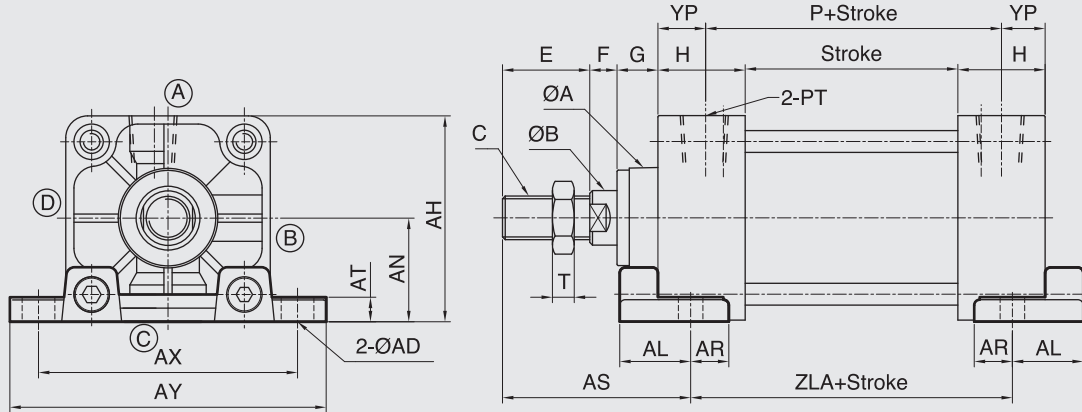 A
D
B
C
AH
AN
AT
AX
AY
2-ØAD
YP
P+Stroke
YP
E
F
G
H
Stroke
H
ØA
2-PT
C
ØB
T
AL
AR
AR
AL
AS
ZLA+Stroke